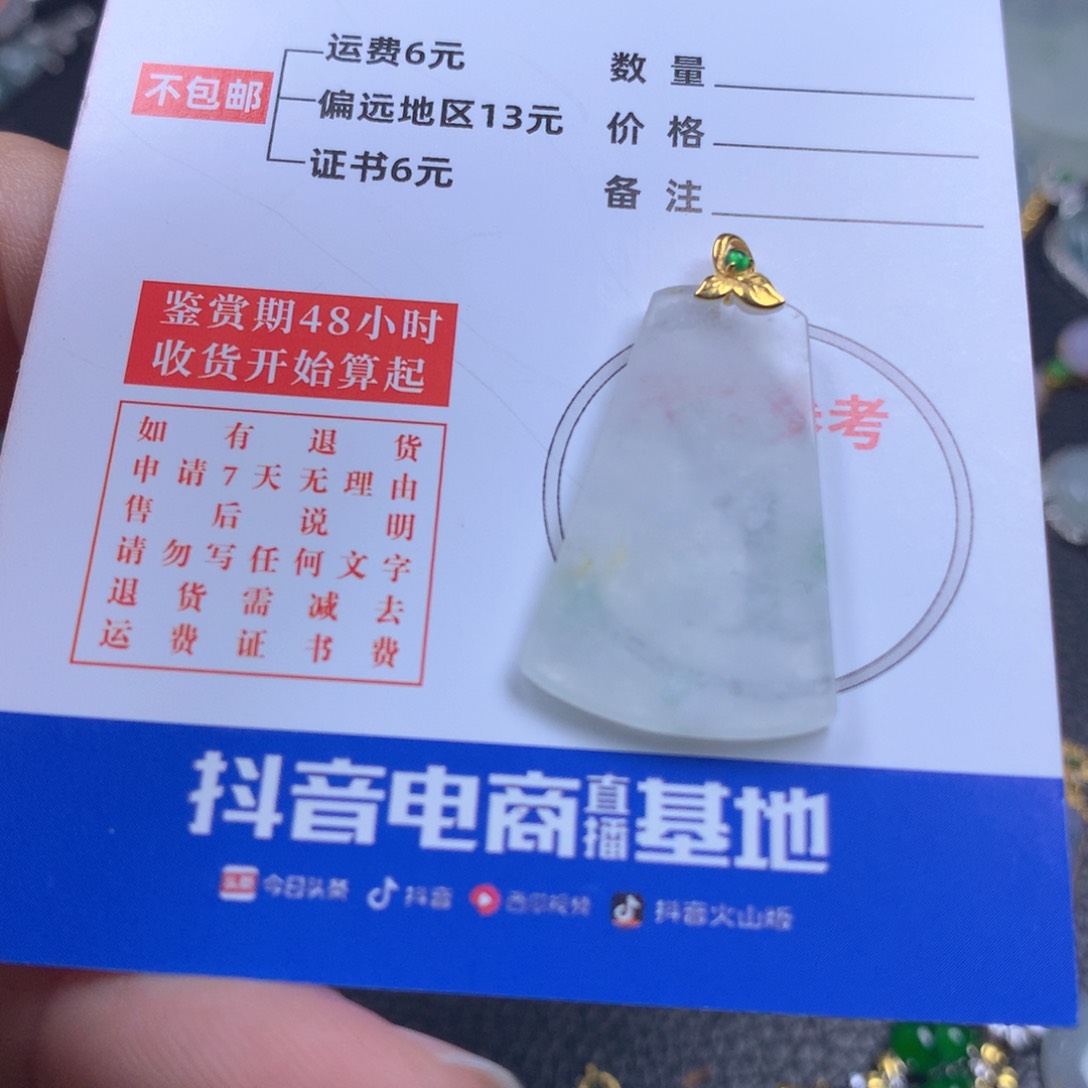 不包邮
运费6元
偏远地区13元
证书6元
数量
价格
备注
鉴赏期48小时
收货开始算起
如有退货
申请7天无理由
售后说明
请勿写任何文字
退货需减去
运费证书费
考
抖音电商直播基地
今日头条 抖音 西瓜视频 抖音火山版